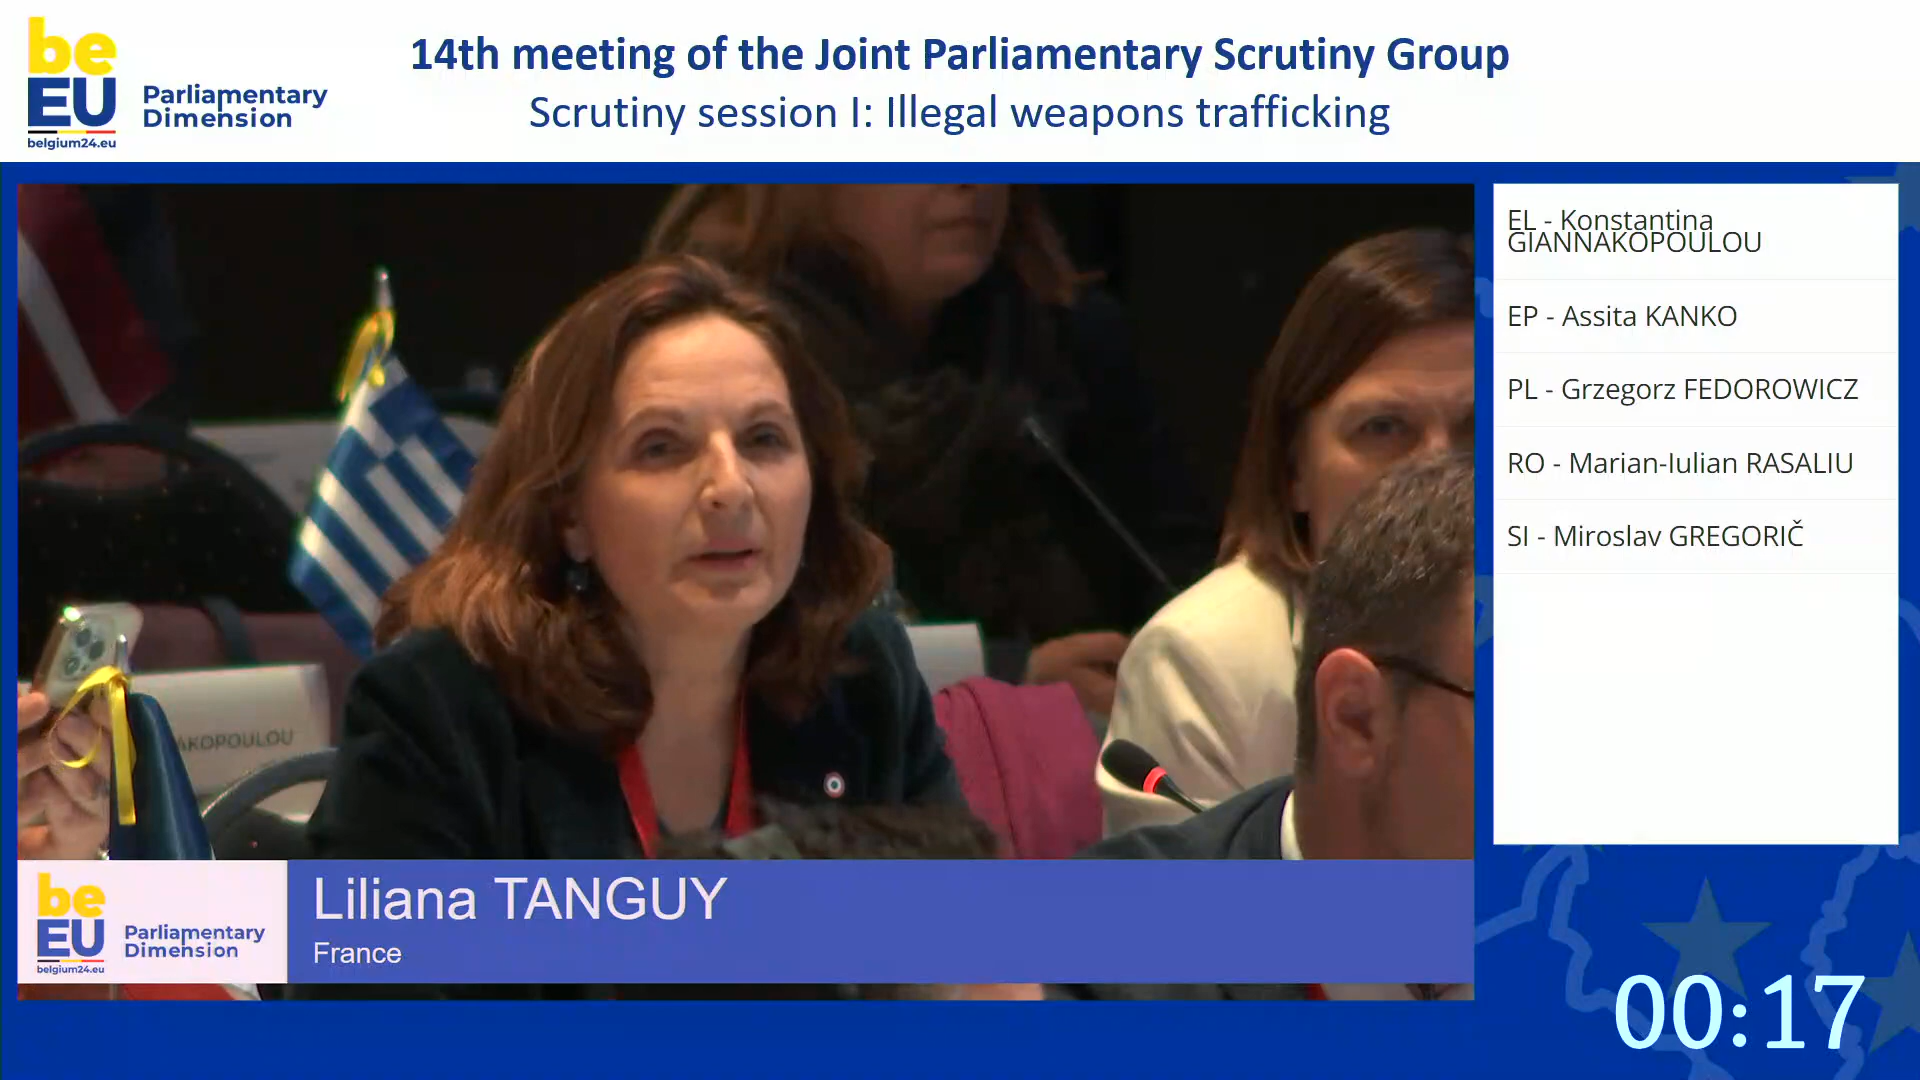 be
EU
belgium24.eu
Parliamentary
Dimension
14th meeting of the Joint Parliamentary Scrutiny Group
Scrutiny session I: Illegal weapons trafficking
EL - Konstantina
GIANNAKOPOULOU
EP - Assita KANKO
PL - Grzegorz FEDOROWICZ
RO - Marian-Iulian RASALIU
SI - Miroslav GREGORIČ
AKOPOULOU
be
EU
belgium24.eu
Parliamentary
Dimension
Liliana TANGUY
France
00:17